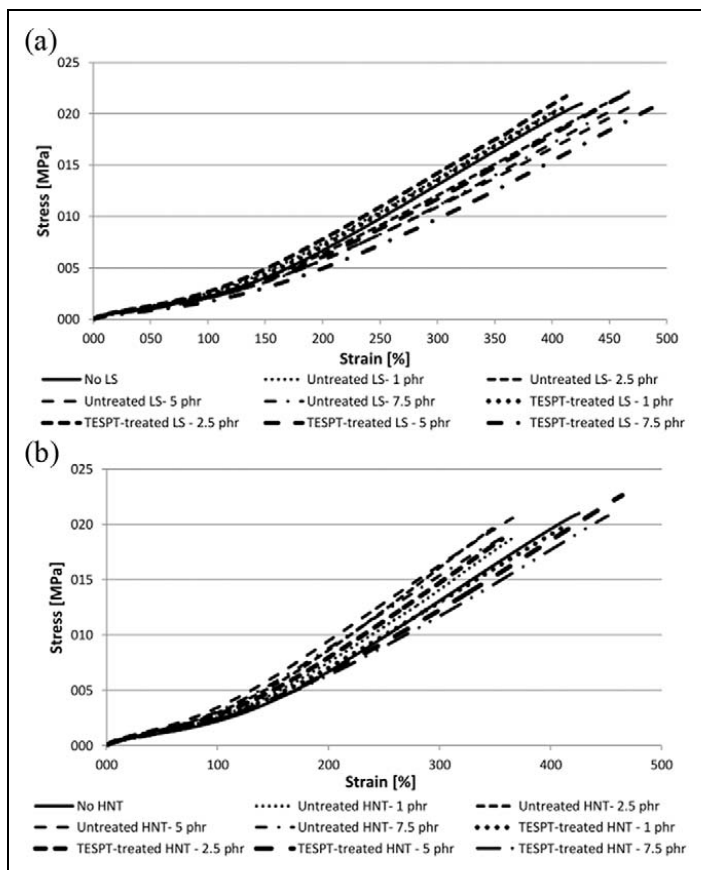 (a)
025
020
015
010
005
000
Stress [MPa]
000 050 100 150 200 250 300 350 400 450 500
Strain [%]
No LS Untreated LS- 1 phr Untreated LS- 2.5 phr
Untreated LS- 5 phr Untreated LS- 7.5 phr TESPT-treated LS - 1 phr
TESPT-treated LS - 2.5 phr TESPT-treated LS - 5 phr TESPT-treated LS - 7.5 phr
(b)
025
020
015
010
005
000
Stress [MPa]
000 100 200 300 400 500
Strain [%]
No HNT Untreated HNT- 1 phr Untreated HNT- 2.5 phr
Untreated HNT- 5 phr Untreated HNT- 7.5 phr TESPT-treated HNT - 1 phr
TESPT-treated HNT - 2.5 phr TESPT-treated HNT - 5 phr TESPT-treated HNT - 7.5 phr